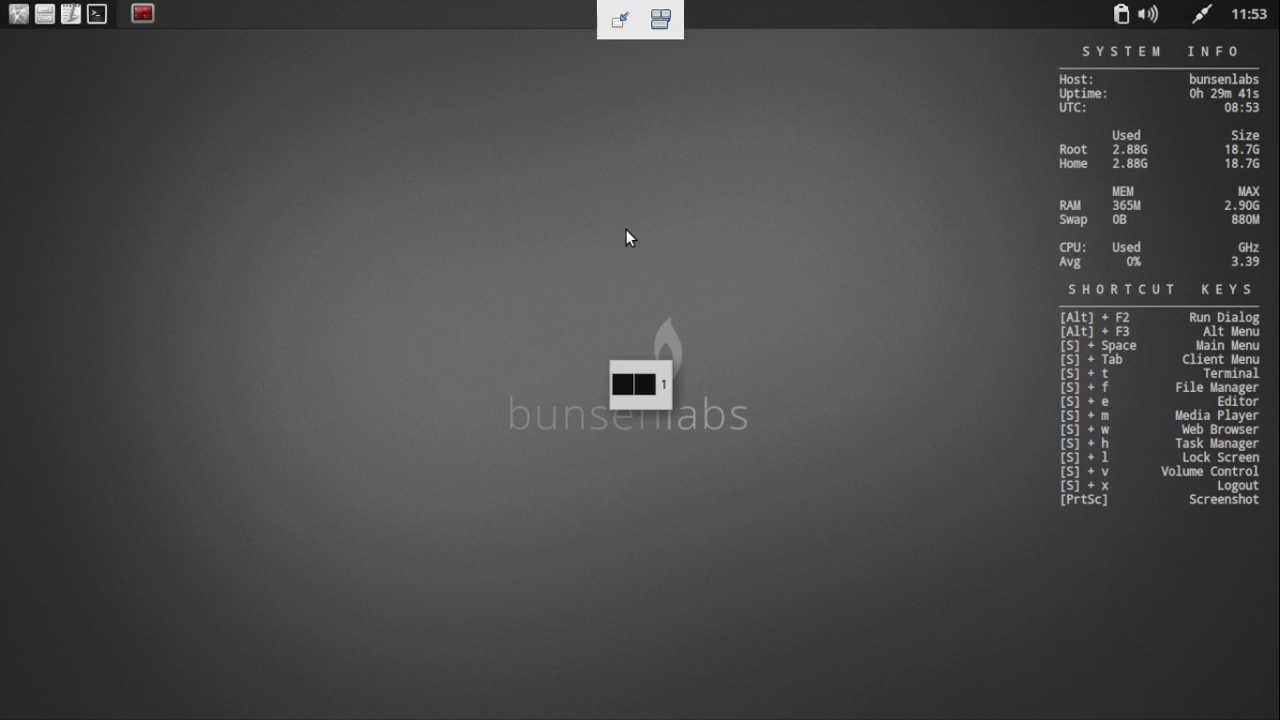 11:53
SYSTEM INFO
Host: bunsenlabs
Uptime: 0h 29m 41s
UTC: 08:53
Used Size
Root 2.88G 18.7G
Home 2.88G 18.7G
MEM MAX
RAM 365M 2.90G
Swap 0B 880M
CPU: Used GHz
Avg 0% 3.39
SHORTCUT KEYS
[Alt] + F2 Run Dialog
[Alt] + F3 Alt Menu
[S] + Space Main Menu
[S] + Tab Client Menu
[S] + t Terminal
[S] + f File Manager
[S] + e Editor
[S] + m Media Player
[S] + w Web Browser
[S] + h Task Manager
[S] + l Lock Screen
[S] + v Volume Control
[S] + x Logout
[PrtSc] Screenshot
1
bunsenlabs